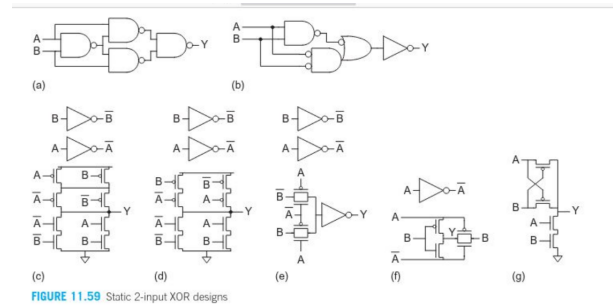 A
B
Y
(a)
A
B
Y
(b)
B B̅
A A̅
A B
A̅ B̅
Y
A̅ A
B̅ B
(c)
B B̅
A A̅
B B̅
A A̅
Y
A̅ A
B̅ B
(d)
B B̅
A A̅
A
B̅
A̅ Y
B
A
(e)
A A̅
A
B Y B
A̅
(f)
A
B
Y
A
B
(g)
FIGURE 11.59 Static 2-input XOR designs